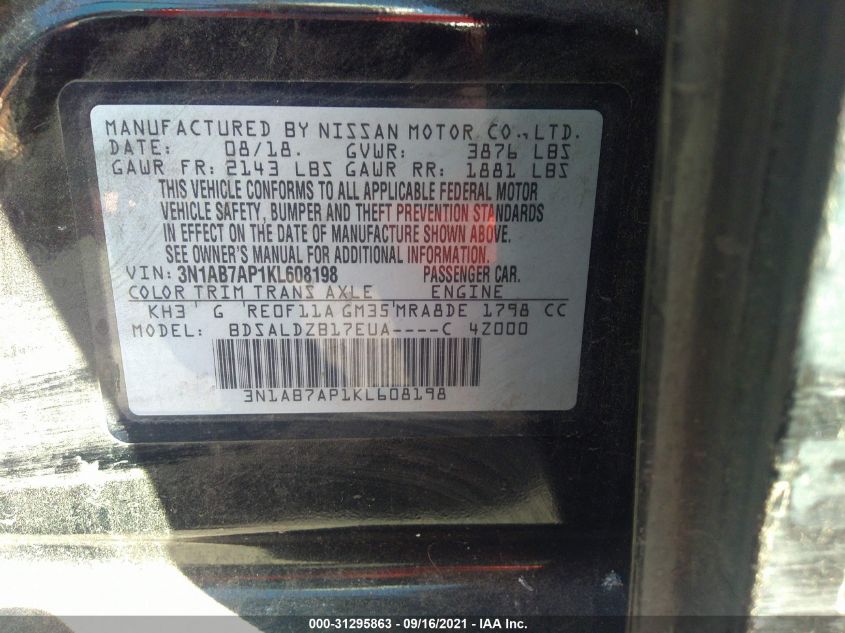 MANUFACTURED BY NISSAN MOTOR CO., LTD.
DATE: 08/18. GVWR: 3876 LBS
GAWR FR: 2143 LBS GAWR RR: 1881 LBS
THIS VEHICLE CONFORMS TO ALL APPLICABLE FEDERAL MOTOR
VEHICLE SAFETY, BUMPER AND THEFT PREVENTION STANDARDS
IN EFFECT ON THE DATE OF MANUFACTURE SHOWN ABOVE.
SEE OWNER'S MANUAL FOR ADDITIONAL INFORMATION.
VIN: 3N1AB7AP1KL608198 PASSENGER CAR.
COLOR TRIM TRANS AXLE ENGINE
KH3 G RE0F11A GM35 MRA8DE 1798 CC
MODEL: BDSALDZB17EUA----C 4Z000
3N1AB7AP1KL608198
000-31295863 - 09/16/2021 - IAA Inc.